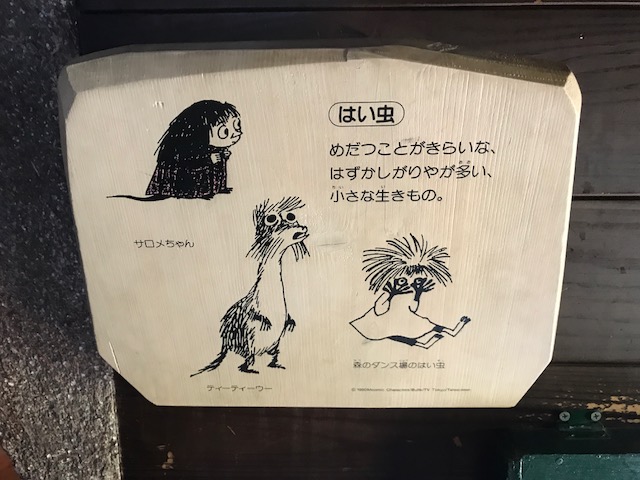 はい虫
めだつことがきらいな、
はずかしがりやが多い、
小さな生きもの。
サロメちゃん
ティーティーウー
森のダンス場のはい虫